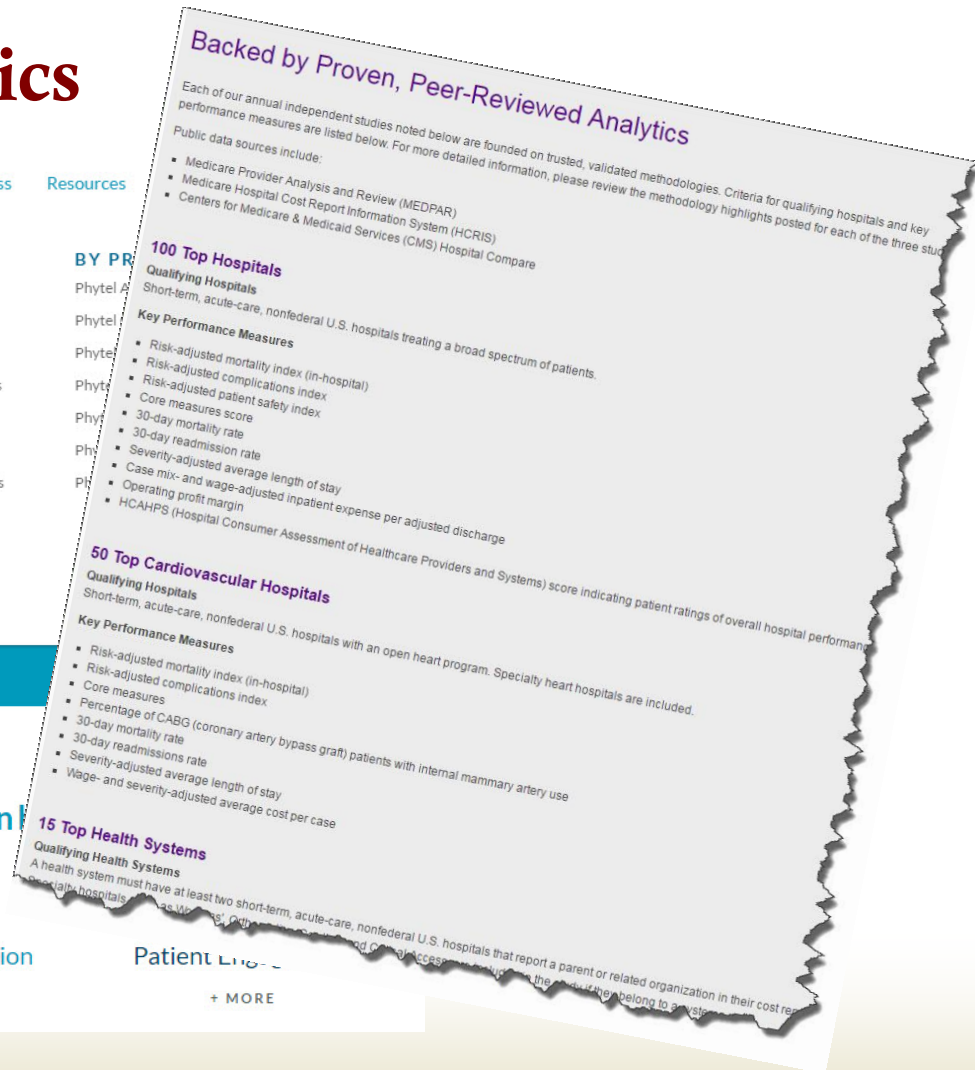 ics
Resources
BY PR
Phytel A
Phytel
Phytel
+ MORE
Backed by Proven, Peer-Reviewed Analytics
Each of our annual independent studies noted below are founded on trusted, validated methodologies. Criteria for qualifying hospitals and key
performance measures are listed below. For more detailed information, please review the methodology highlights posted for each of the three
Public data sources include:
▪ Medicare Provider Analysis and Review (MEDPAR)
▪ Medicare Hospital Cost Report Information System (HCRIS)
▪ Centers for Medicare & Medicaid Services (CMS) Hospital Compare
100 Top Hospitals
Qualifying Hospitals
Short-term, acute-care, nonfederal U.S. hospitals treating a broad spectrum of patients.
Key Performance Measures
▪ Risk-adjusted mortality index (in-hospital)
▪ Risk-adjusted complications index
▪ Risk-adjusted patient safety index
▪ Core measures score
▪ 30-day mortality rate
▪ 30-day readmission rate
▪ Severity-adjusted average length of stay
▪ Case mix- and wage-adjusted inpatient expense per adjusted discharge
▪ Operating profit margin
▪ HCAHPS (Hospital Consumer Assessment of Healthcare Providers and Systems) score indicating patient ratings of overall hospital
50 Top Cardiovascular Hospitals
Qualifying Hospitals
Short-term, acute-care, nonfederal U.S. hospitals with an open heart program. Specialty heart hospitals are included.
Key Performance Measures
▪ Risk-adjusted mortality index (in-hospital)
▪ Risk-adjusted complications index
▪ Core measures
▪ Percentage of CABG (coronary artery bypass graft) patients with internal mammary artery use
▪ 30-day mortality rate
▪ 30-day readmissions rate
▪ Severity-adjusted average length of stay
▪ Wage- and severity-adjusted average cost per case
15 Top Health Systems
Qualifying Health Systems
A health system must have at least two short-term, acute-care, nonfederal U.S. hospitals that report a parent or related organization in their cost
hospitals
the
if they belong to a
ion
Patient